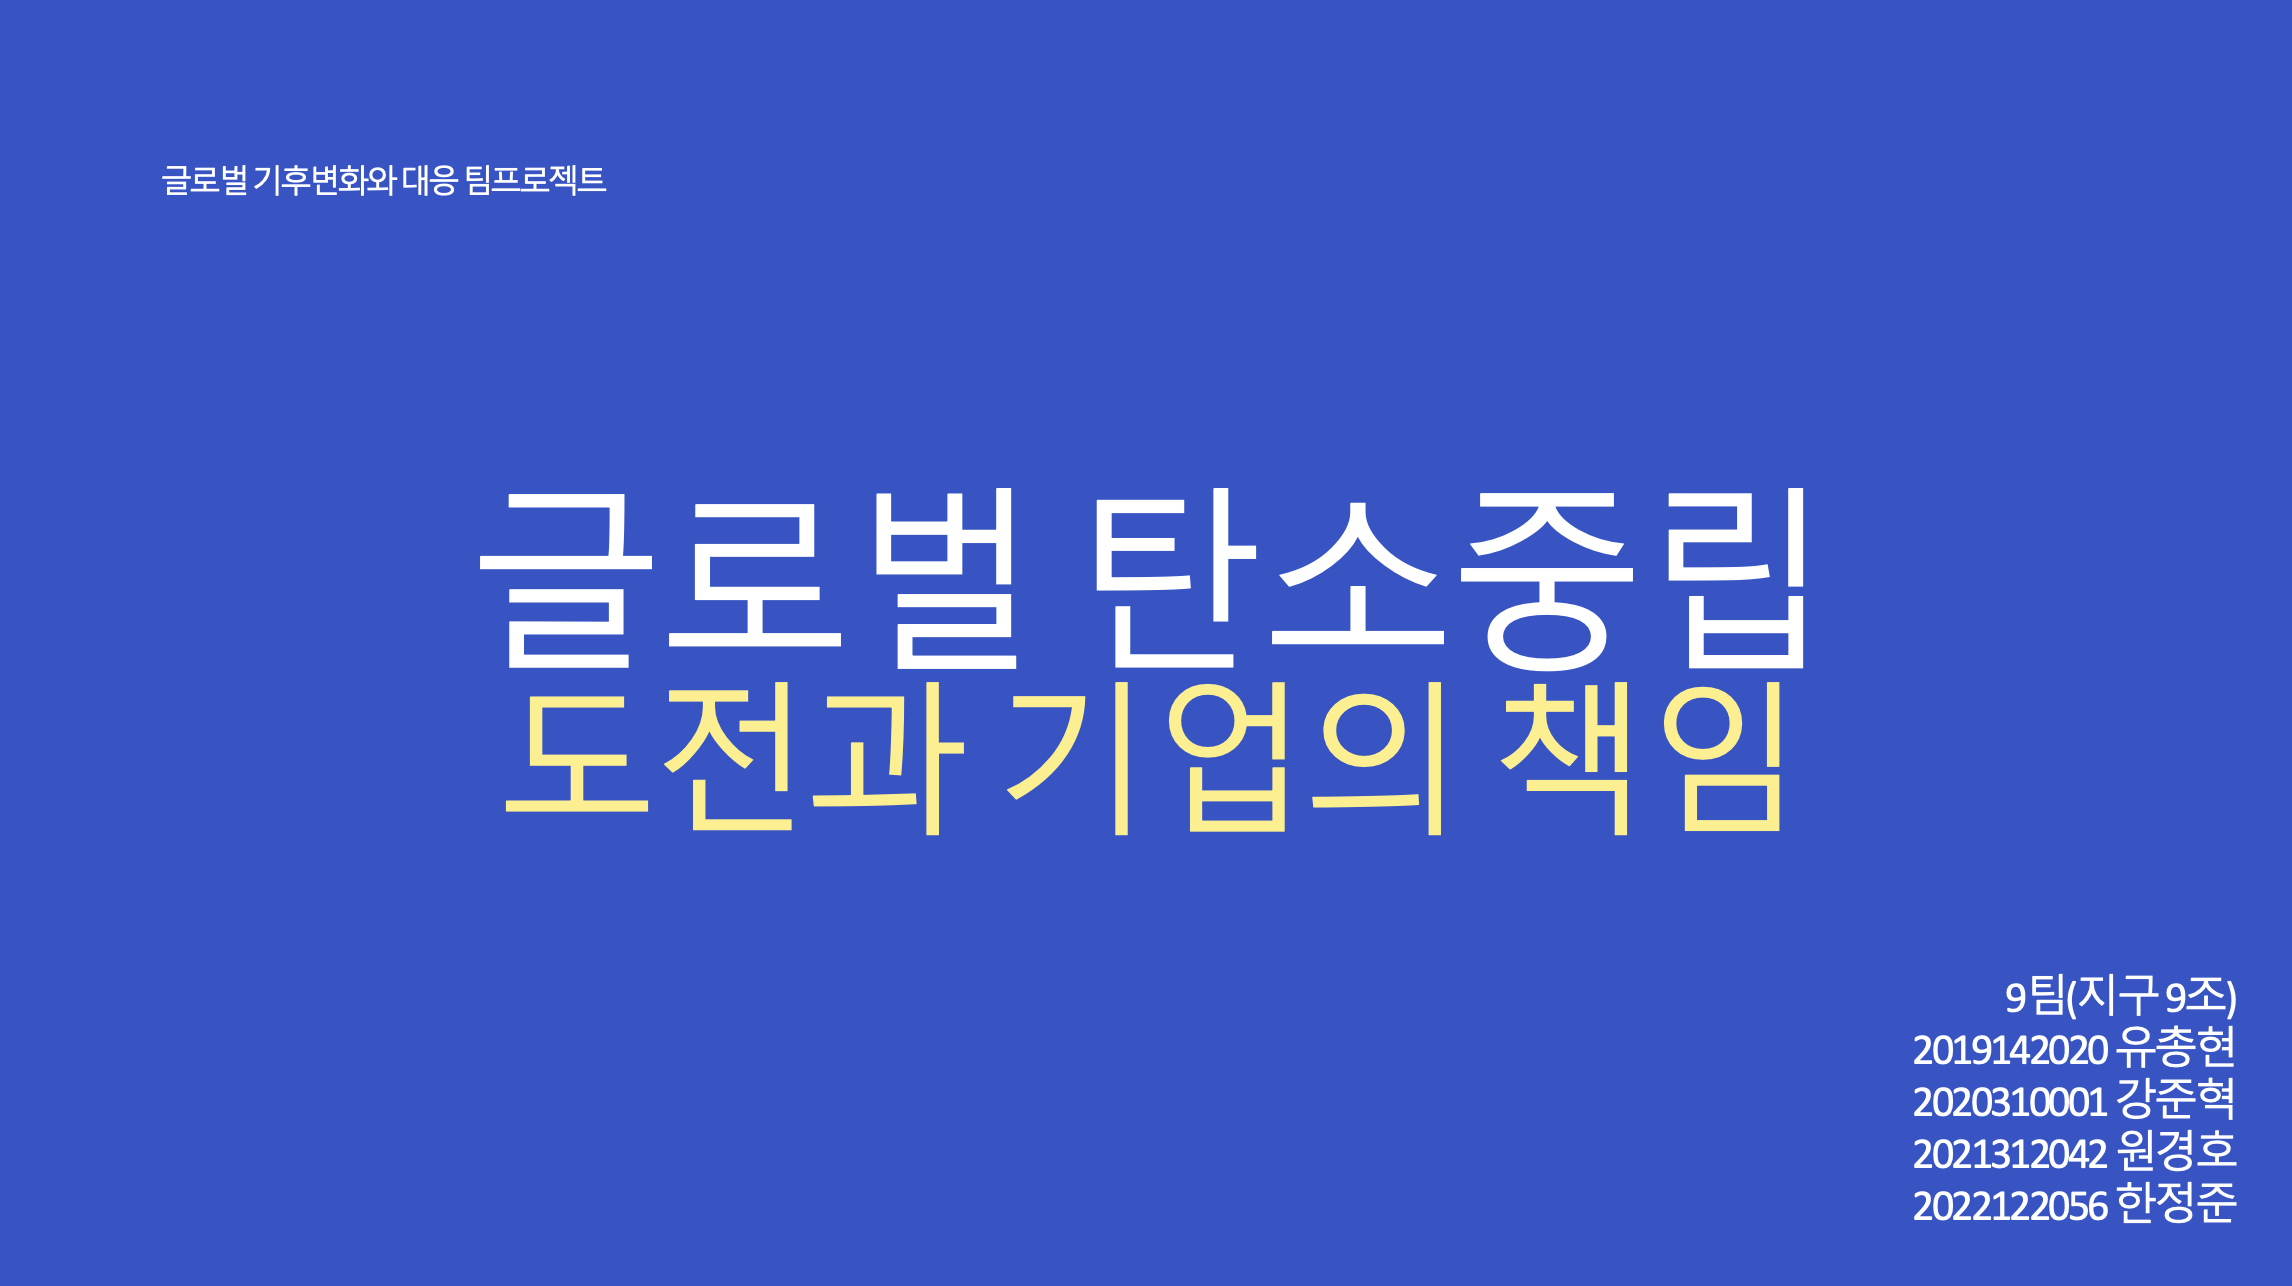 글로벌 기후변화와 대응 팀프로젝트
글로벌 탄소중립
도전과 기업의 책임
9팀(지구 9조)
2019142020 유총현
2020310001 강준혁
2021312042 원경호
2022122056 한정준